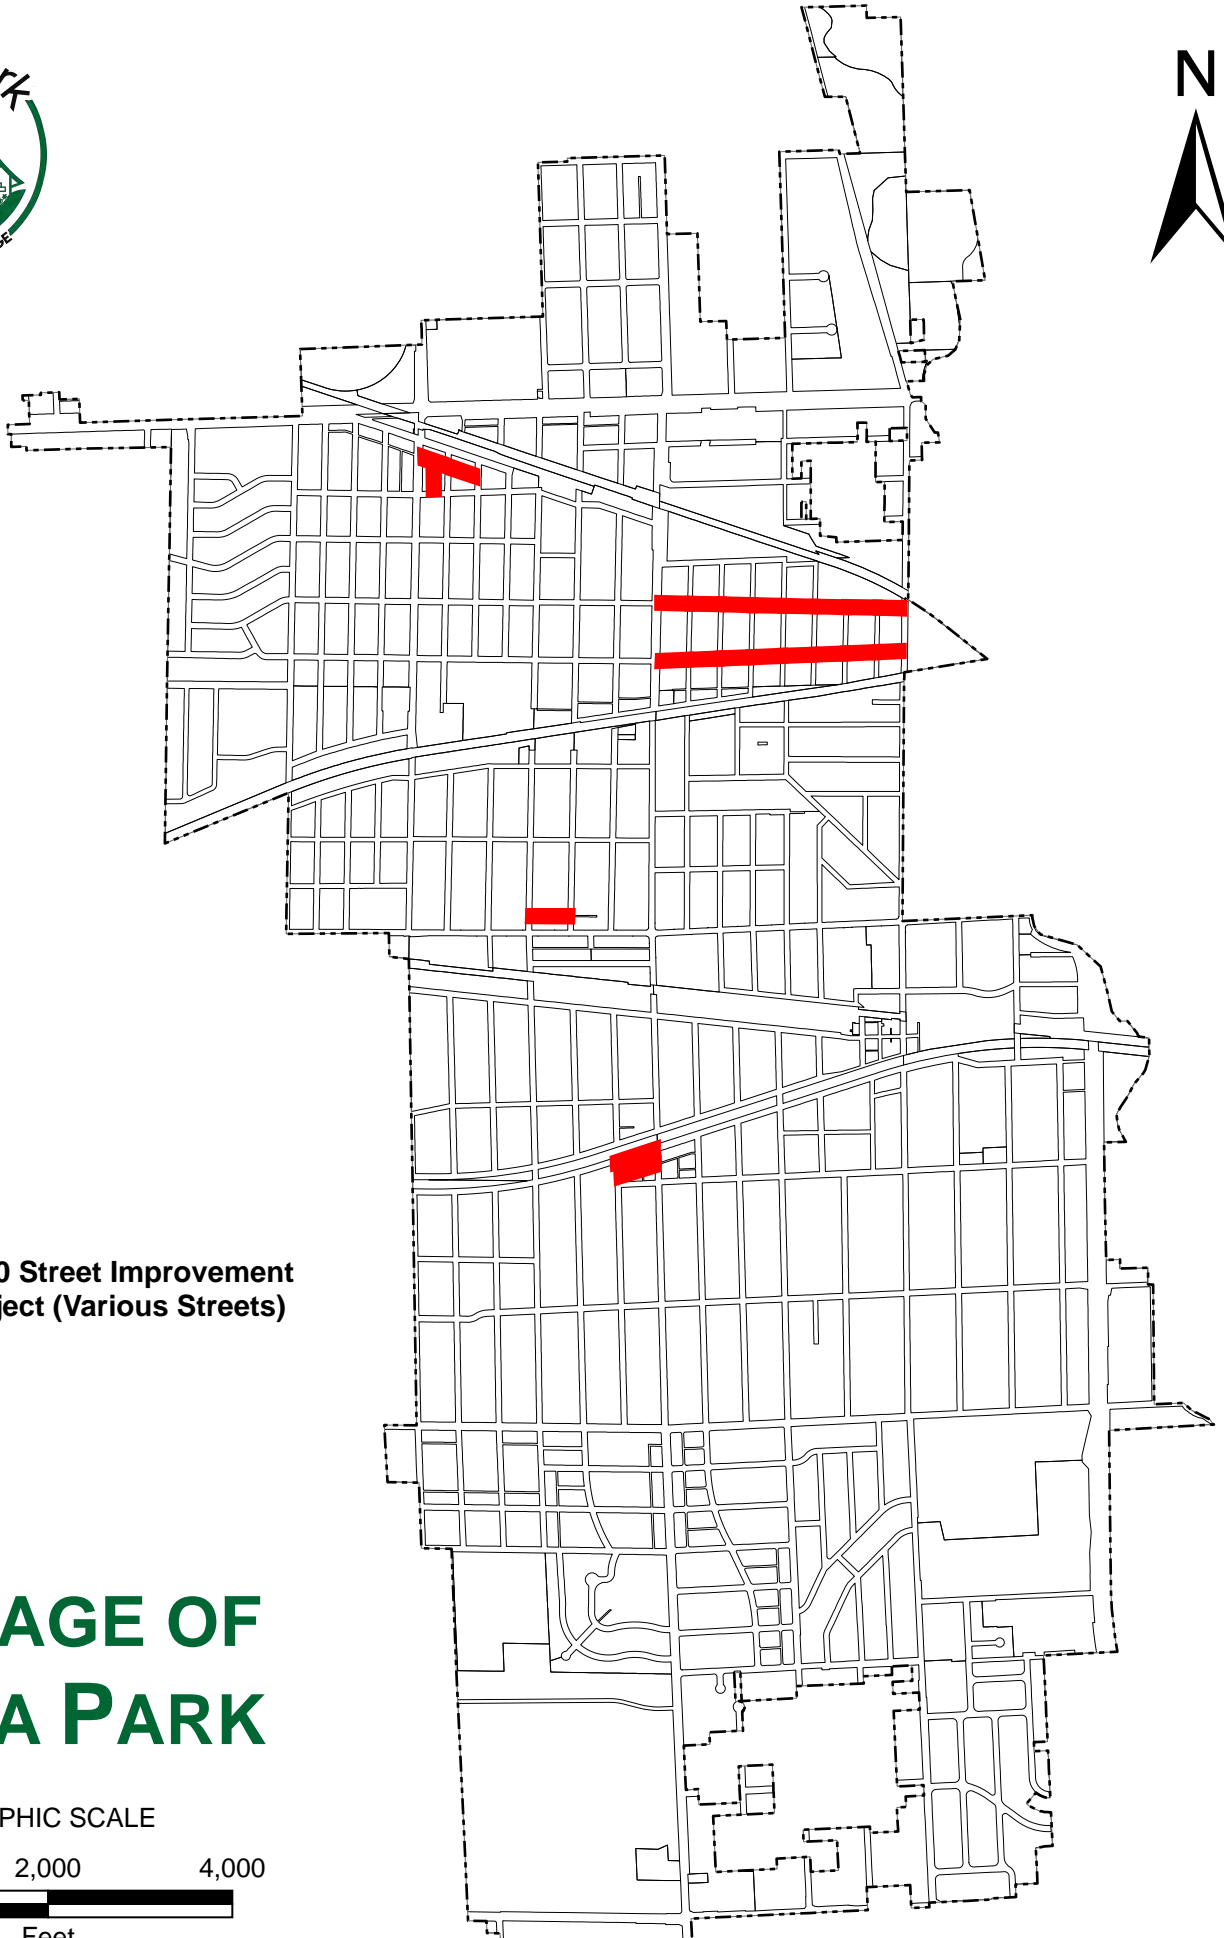 N
0 Street Improvement
ject (Various Streets)
AGE OF
A PARK
PHIC SCALE
2,000 4,000
Feet